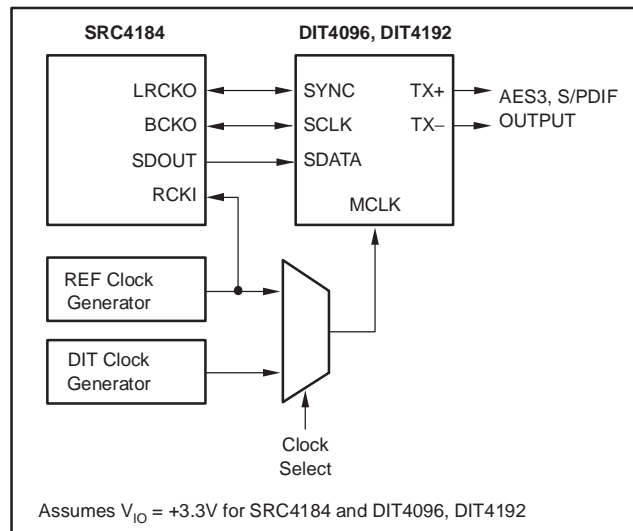 SRC4184
DIT4096, DIT4192
LRCKO
BCKO
SDOUT
RCKI
SYNC
SCLK
SDATA
TX+
TX–
MCLK
AES3, S/PDIF
OUTPUT
REF Clock
Generator
DIT Clock
Generator
Clock
Select
Assumes VIO = +3.3V for SRC4184 and DIT4096, DIT4192